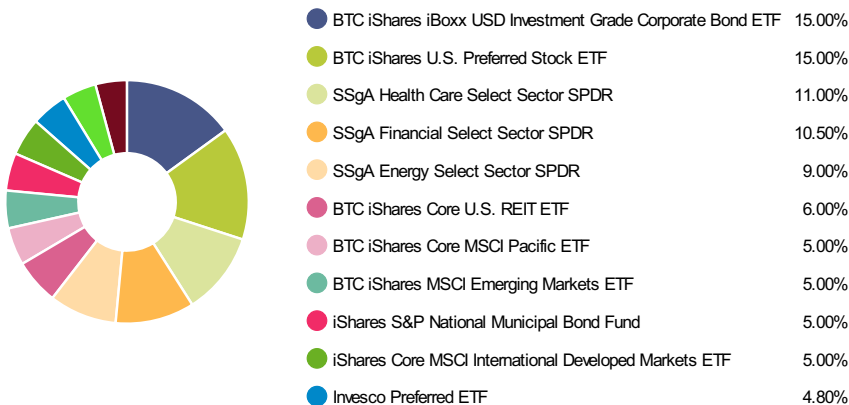 BTC iShares iBoxx USD Investment Grade Corporate Bond ETF 15.00%
BTC iShares U.S. Preferred Stock ETF 15.00%
SSgA Health Care Select Sector SPDR 11.00%
SSgA Financial Select Sector SPDR 10.50%
SSgA Energy Select Sector SPDR 9.00%
BTC iShares Core U.S. REIT ETF 6.00%
BTC iShares Core MSCI Pacific ETF 5.00%
BTC iShares MSCI Emerging Markets ETF 5.00%
iShares S&P National Municipal Bond Fund 5.00%
iShares Core MSCI International Developed Markets ETF 5.00%
Invesco Preferred ETF 4.80%